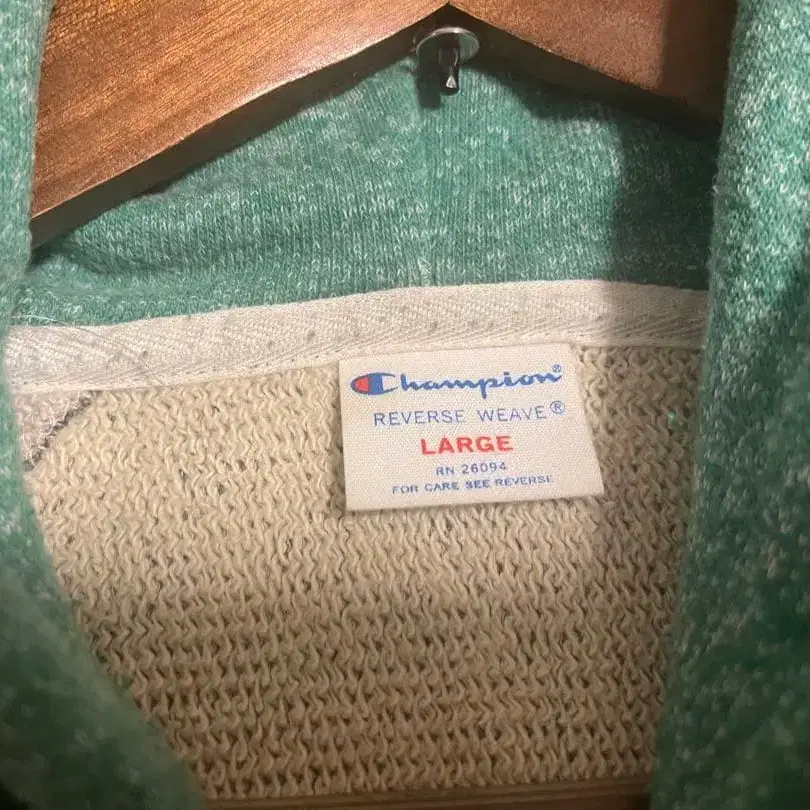 Champion®
REVERSE WEAVE®
LARGE
RN 26094
FOR CARE SEE REVERSE